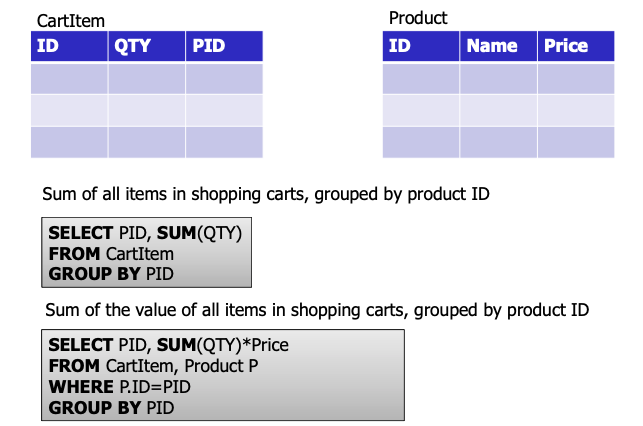 CartItem
Product
ID QTY PID
ID Name Price
Sum of all items in shopping carts, grouped by product ID
SELECT PID, SUM(QTY)
FROM CartItem
GROUP BY PID
Sum of the value of all items in shopping carts, grouped by product ID
SELECT PID, SUM(QTY)*Price
FROM CartItem, Product P
WHERE P.ID=PID
GROUP BY PID